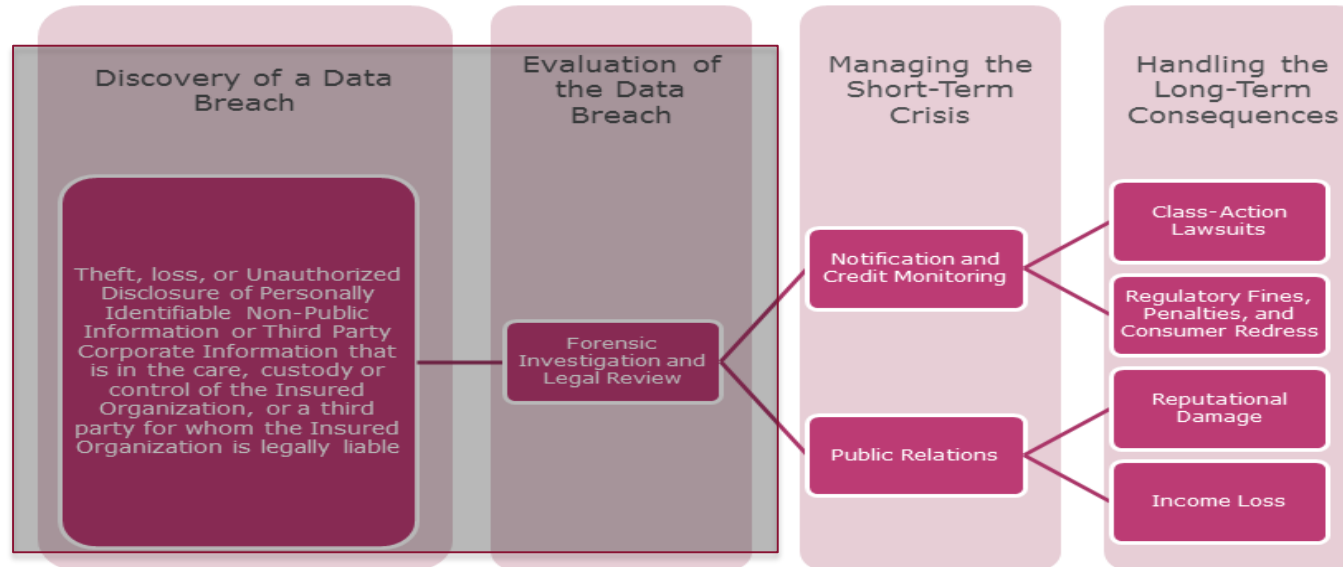 Discovery of a Data
Breach
Evaluation of
the Data
Breach
Managing the
Short-Term
Crisis
Handling the
Long-Term
Consequences
Theft, loss, or Unauthorized
Disclosure of Personally
Identifiable Non-Public
Information or Third Party
Corporate Information that
is in the care, custody or
control of the Insured
Organization, or a third
party for whom the Insured
Organization is legally liable
Forensic
Investigation and
Legal Review
Notification and
Credit Monitoring
Public Relations
Class-Action
Lawsuits
Regulatory Fines,
Penalties, and
Consumer Redress
Reputational
Damage
Income Loss